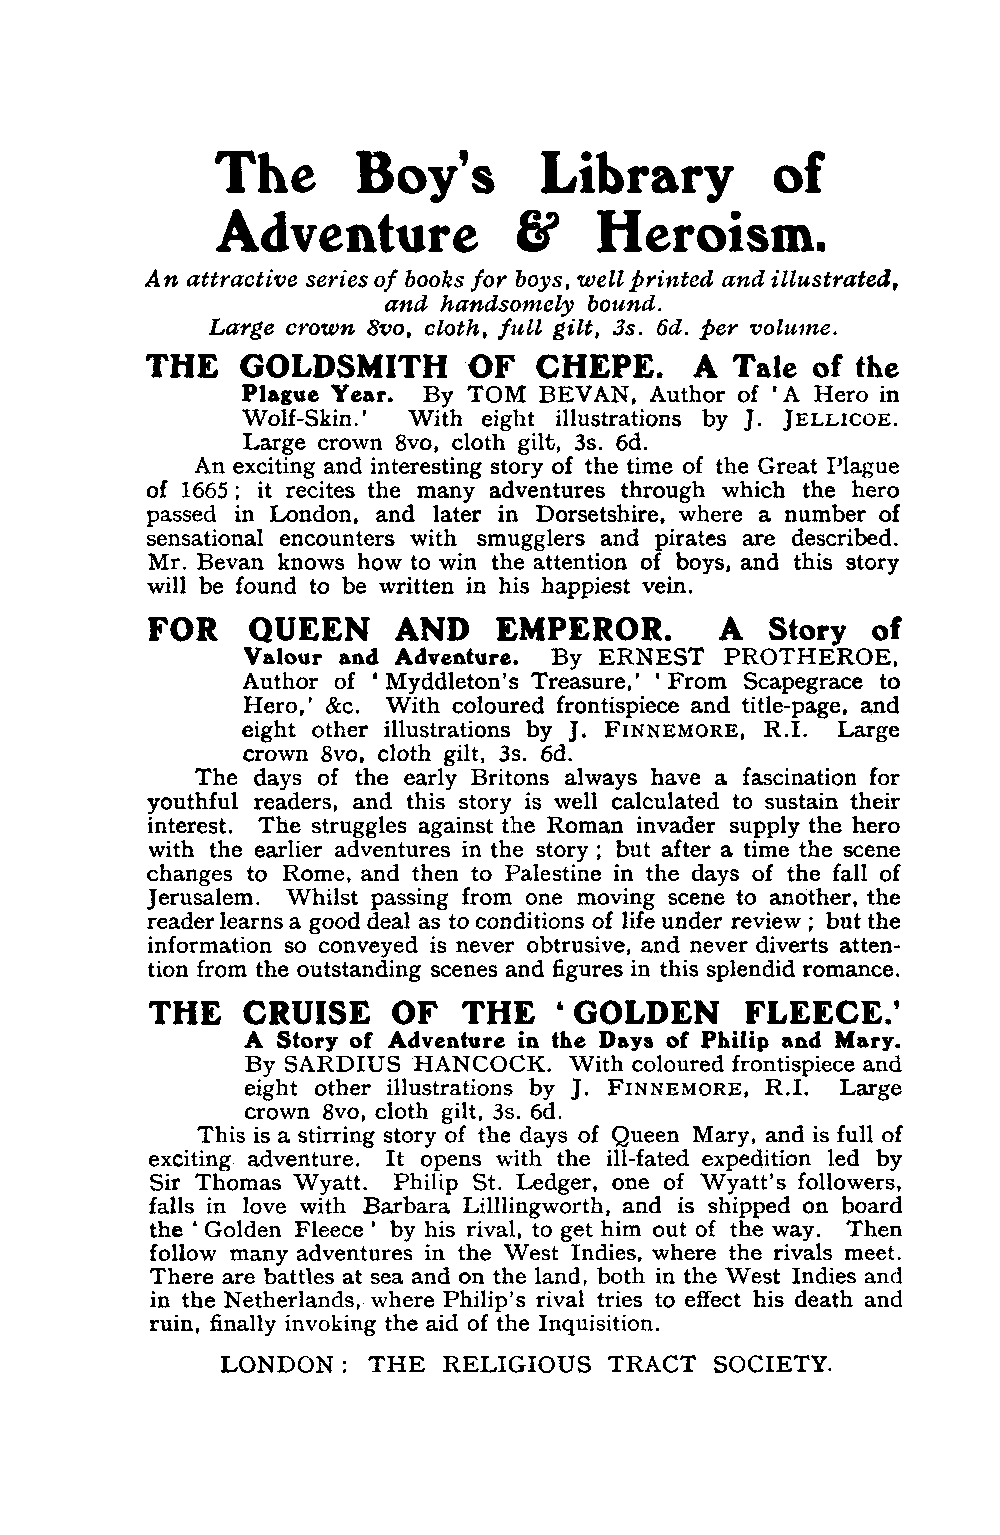 The Boy's Library of
Adventure & Heroism.
An attractive series of books for boys, well printed and illustrated,
and handsomely bound.
Large crown 8vo, cloth, full gilt, 3s. 6d. per volume.
THE GOLDSMITH OF CHEPE. A Tale of the
Plague Year. By TOM BEVAN, Author of 'A Hero in
Wolf-Skin.' With eight illustrations by J. JELLICOE.
Large crown 8vo, cloth gilt, 3s. 6d.
An exciting and interesting story of the time of the Great Plague
of 1665; it recites the many adventures through which the hero
passed in London, and later in Dorsetshire, where a number of
sensational encounters with smugglers and pirates are described.
Mr. Bevan knows how to win the attention of boys, and this story
will be found to be written in his happiest vein.
FOR QUEEN AND EMPEROR. A Story of
Valour and Adventure. By ERNEST PROTHEROE,
Author of 'Myddleton's Treasure,' 'From Scapegrace to
Hero,' &c. With coloured frontispiece and title-page, and
eight other illustrations by J. FINNEMORE, R.I. Large
crown 8vo, cloth gilt, 3s. 6d.
The days of the early Britons always have a fascination for
youthful readers, and this story is well calculated to sustain their
interest. The struggles against the Roman invader supply the hero
with the earlier adventures in the story; but after a time the scene
changes to Rome, and then to Palestine in the days of the fall of
Jerusalem. Whilst passing from one moving scene to another, the
reader learns a good deal as to conditions of life under review; but the
information so conveyed is never obtrusive, and never diverts atten-
tion from the outstanding scenes and figures in this splendid romance.
THE CRUISE OF THE 'GOLDEN FLEECE.'
A Story of Adventure in the Days of Philip and Mary.
By SARDIUS HANCOCK. With coloured frontispiece and
eight other illustrations by J. FINNEMORE, R.I. Large
crown 8vo, cloth gilt, 3s. 6d.
This is a stirring story of the days of Queen Mary, and is full of
exciting adventure. It opens with the ill-fated expedition led by
Sir Thomas Wyatt. Philip St. Ledger, one of Wyatt's followers,
falls in love with Barbara Lilllingworth, and is shipped on board
the 'Golden Fleece' by his rival, to get him out of the way. Then
follow many adventures in the West Indies, where the rivals meet.
There are battles at sea and on the land, both in the West Indies and
in the Netherlands, where Philip's rival tries to effect his death and
ruin, finally invoking the aid of the Inquisition.
LONDON: THE RELIGIOUS TRACT SOCIETY.